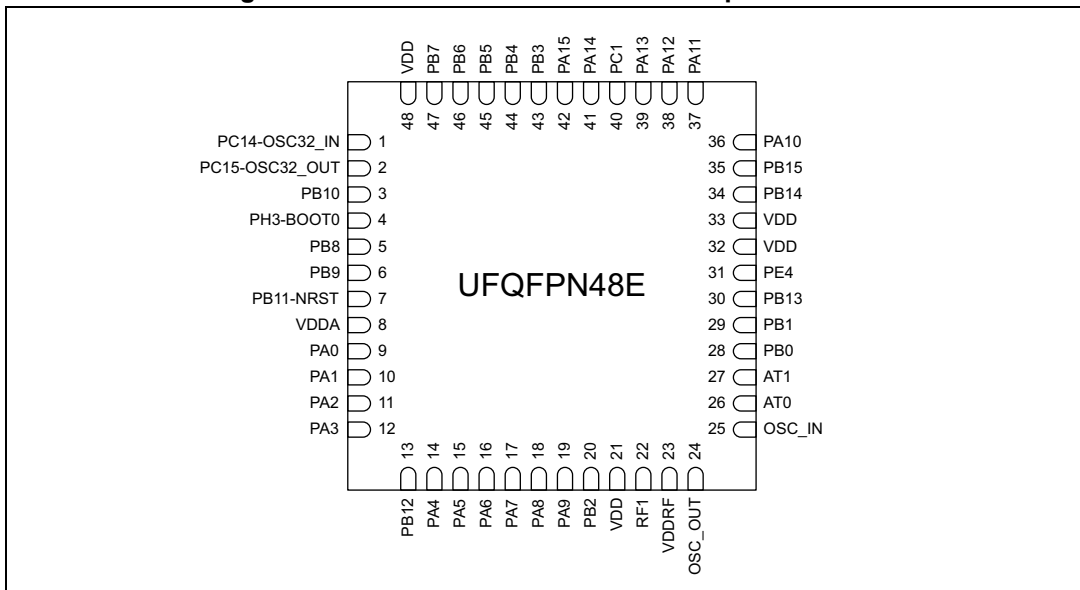 VDD PB7 PB6 PB5 PB4 PB3 PA15 PA14 PC1 PA13 PA12 PA11
48 47 46 45 44 43 42 41 40 39 38 37
PC14-OSC32_IN 1 36 PA10
PC15-OSC32_OUT 2 35 PB15
PB10 3 34 PB14
PH3-BOOT0 4 33 VDD
PB8 5 32 VDD
PB9 6 31 PE4
UFQFPN48E
PB11-NRST 7 30 PB13
VDDA 8 29 PB1
PA0 9 28 PB0
PA1 10 27 AT1
PA2 11 26 AT0
PA3 12 25 OSC_IN
13 14 15 16 17 18 19 20 21 22 23 24
PB12 PA4 PA5 PA6 PA7 PA8 PA9 PB2 VDD RF1 VDDRF OSC_OUT